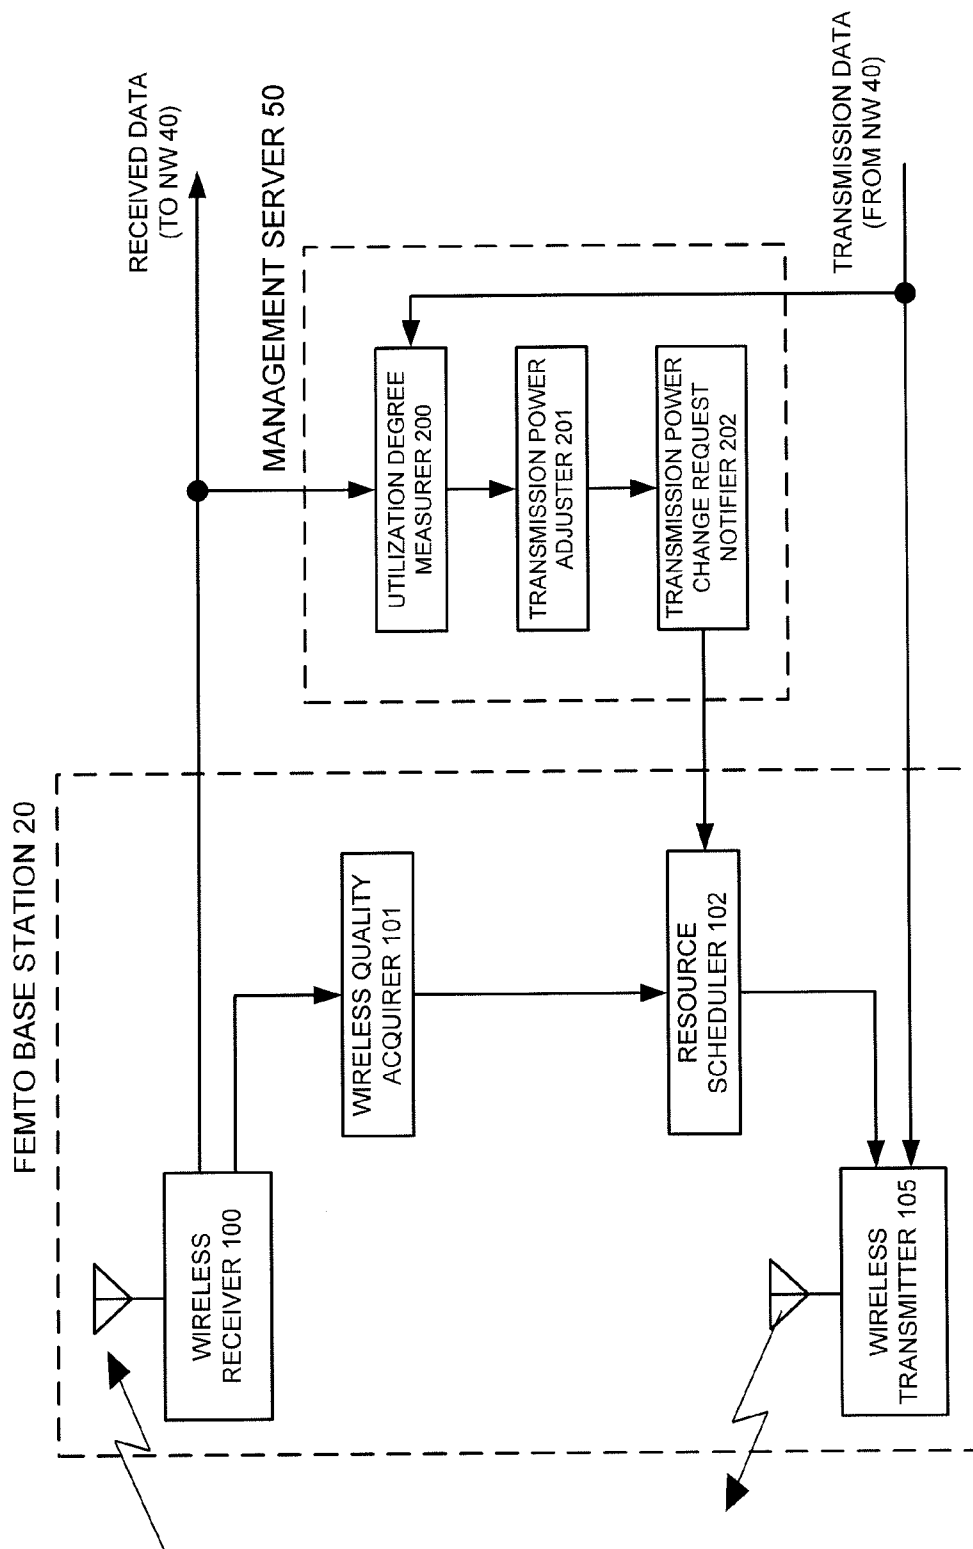 FEMTO BASE STATION 20
WIRELESS
RECEIVER 100
WIRELESS QUALITY
ACQUIRER 101
RESOURCE
SCHEDULER 102
WIRELESS
TRANSMITTER 105
MANAGEMENT SERVER 50
UTILIZATION DEGREE
MEASURER 200
TRANSMISSION POWER
ADJUSTER 201
TRANSMISSION POWER
CHANGE REQUEST
NOTIFIER 202
RECEIVED DATA
(TO NW 40)
TRANSMISSION DATA
(FROM NW 40)